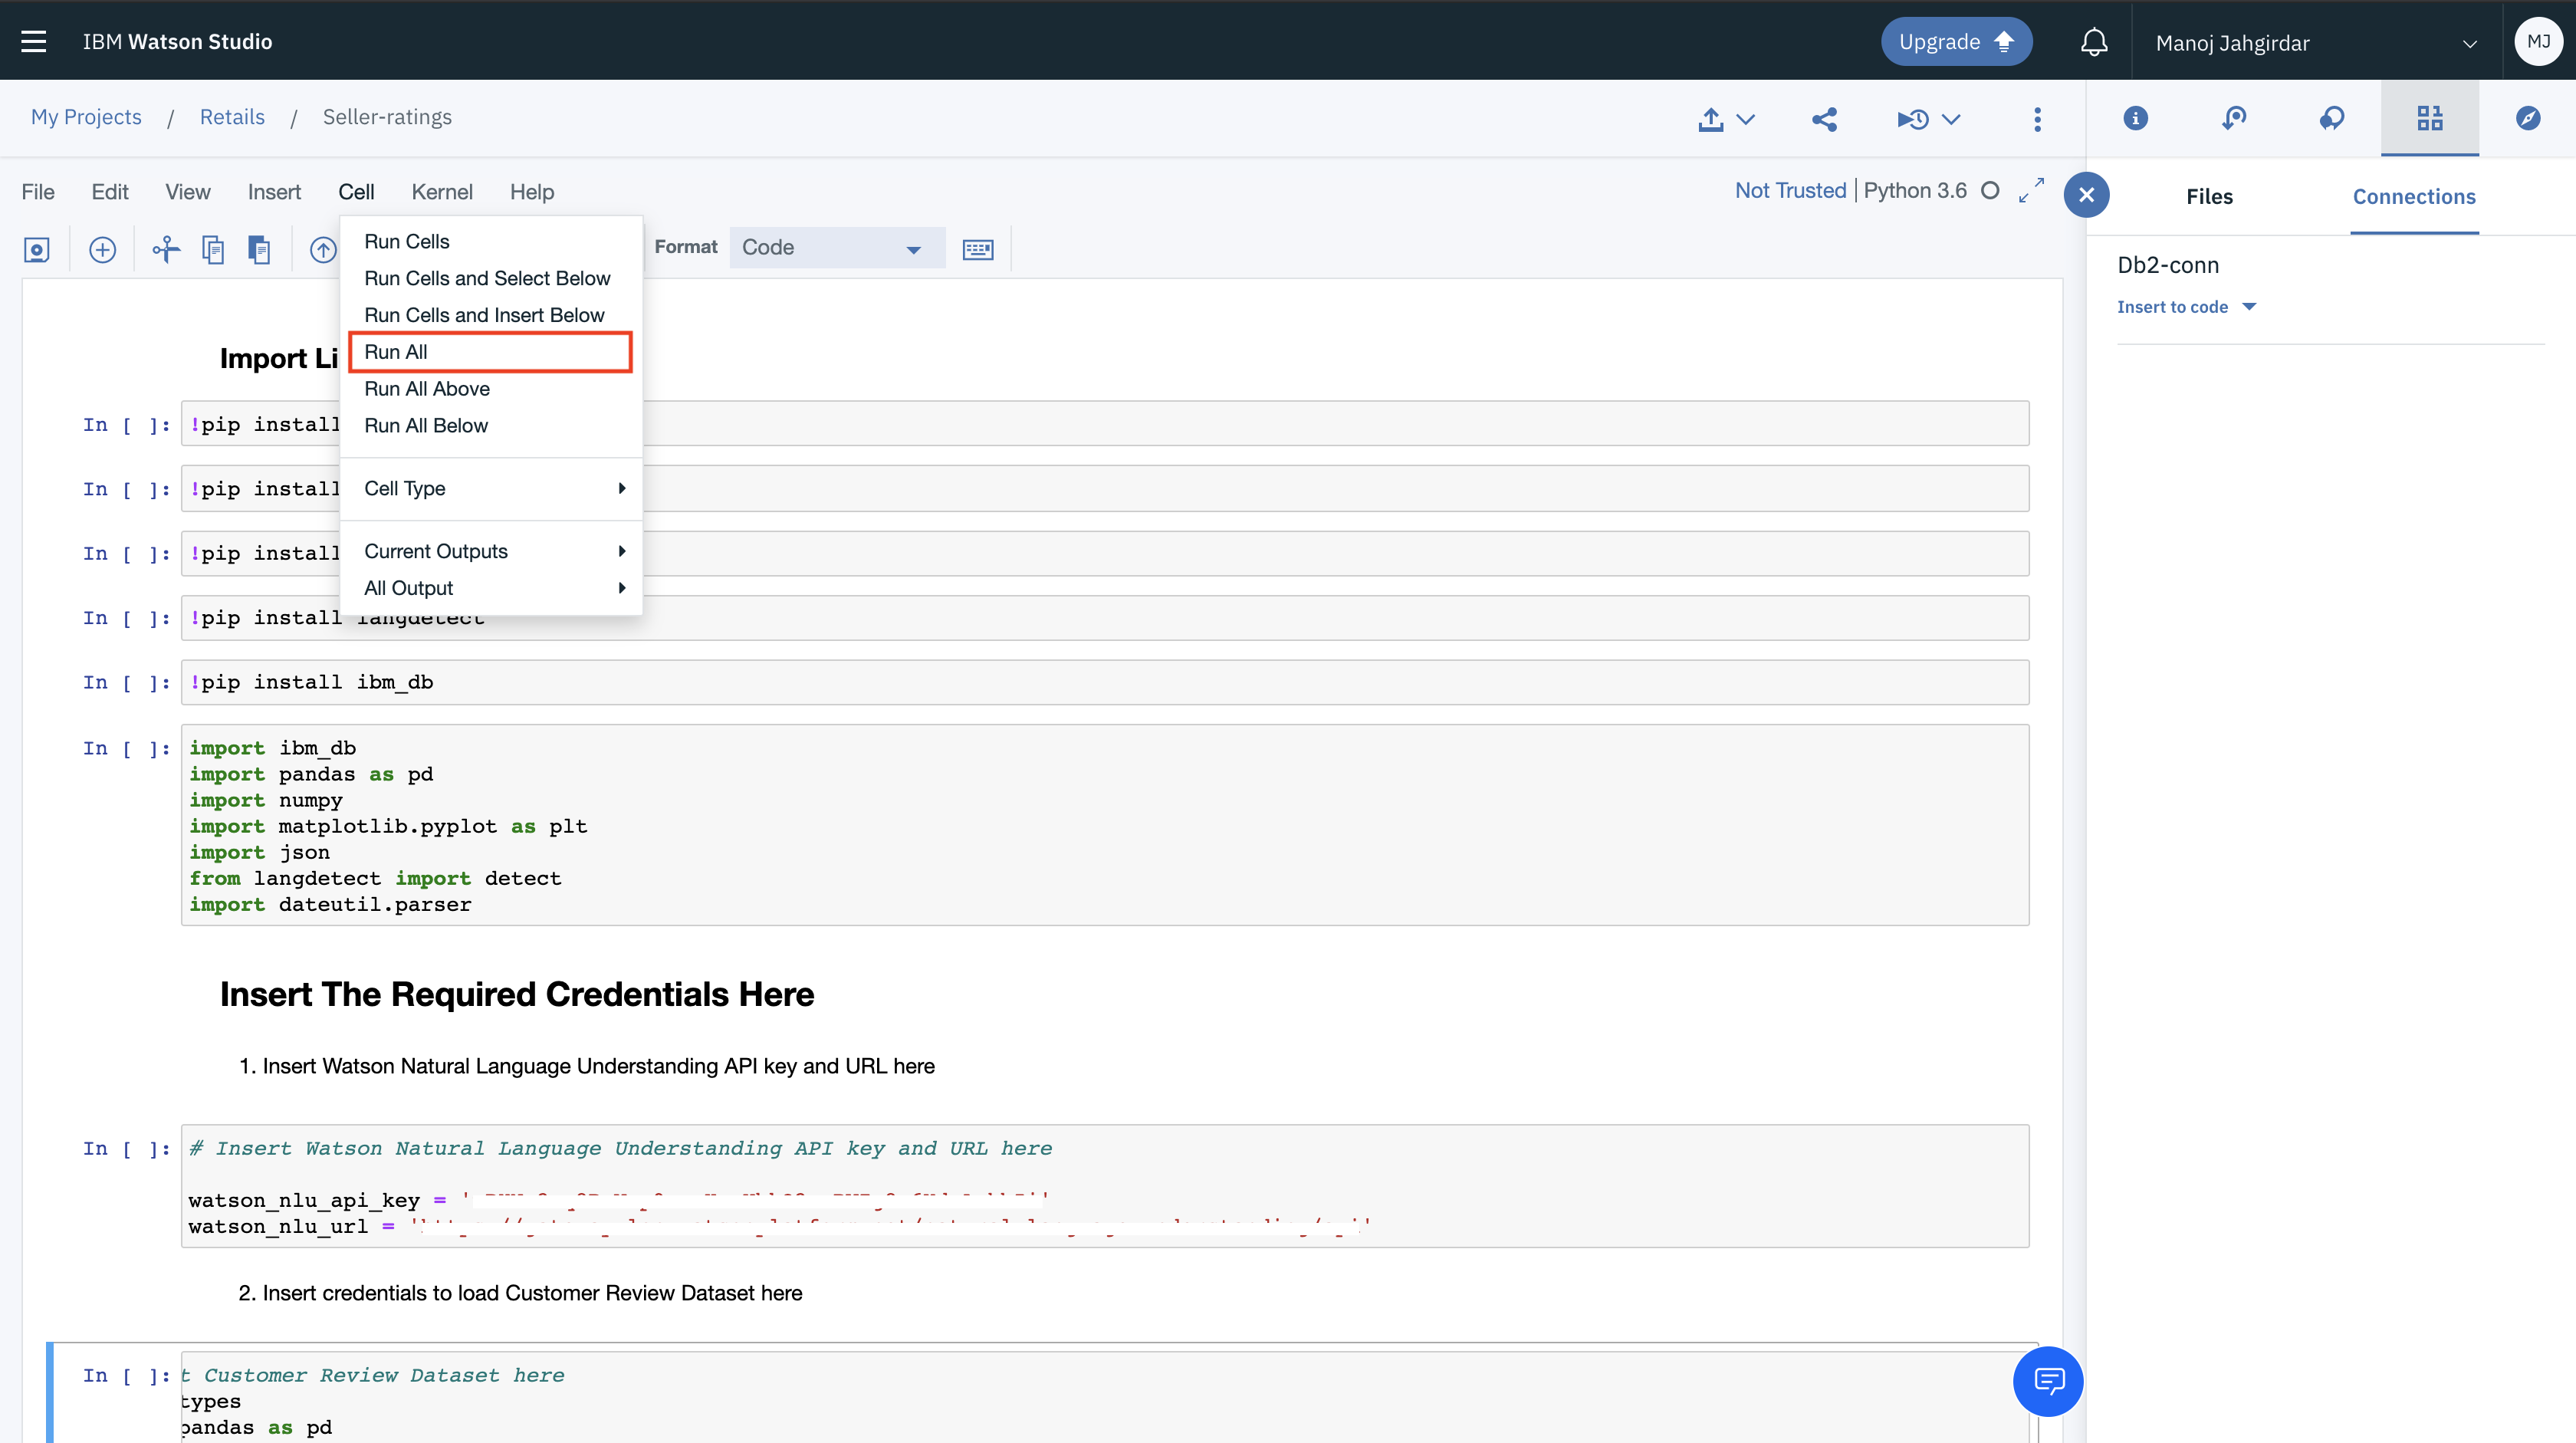 IBM Watson Studio
Upgrade
Manoj Jahgirdar
MJ
My Projects / Retails / Seller-ratings
File Edit View Insert Cell Kernel Help
Not Trusted | Python 3.6
Files
Connections
Format
Code
Db2-conn
Insert to code
Run Cells
Run Cells and Select Below
Run Cells and Insert Below
Run All
Run All Above
Run All Below
Cell Type
Current Outputs
All Output
Import Li
In [ ]: !pip install
In [ ]: !pip install
In [ ]: !pip install
In [ ]: !pip install langdetect
In [ ]: !pip install ibm_db
In [ ]: import ibm_db
import pandas as pd
import numpy
import matplotlib.pyplot as plt
import json
from langdetect import detect
import dateutil.parser
Insert The Required Credentials Here
1. Insert Watson Natural Language Understanding API key and URL here
In [ ]: # Insert Watson Natural Language Understanding API key and URL here
watson_nlu_api_key = '
watson_nlu_url = '
2. Insert credentials to load Customer Review Dataset here
In [ ]: t Customer Review Dataset here
types
pandas as pd